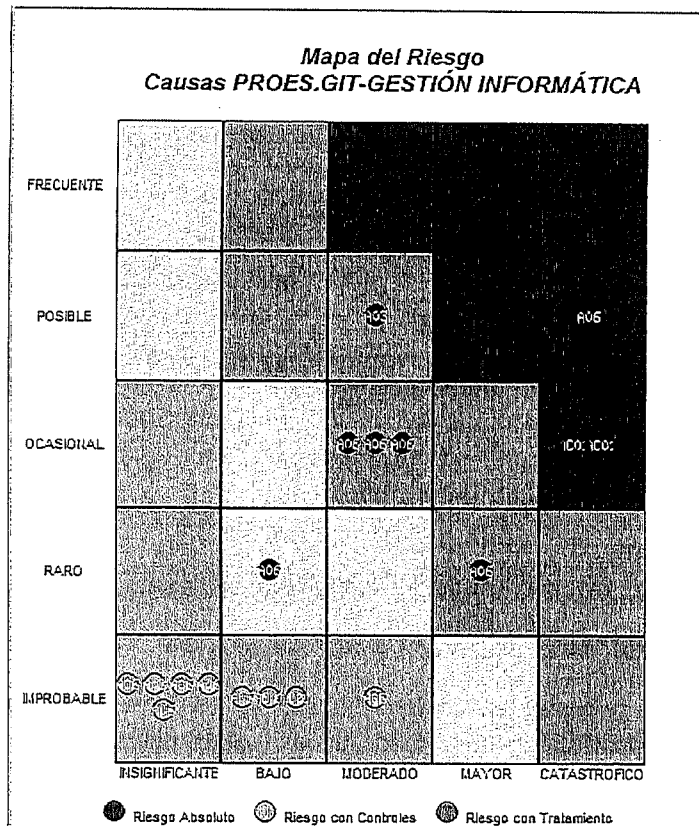 Mapa del Riesgo
Causas PROES.GIT-GESTIÓN INFORMÁTICA
FRECUENTE
POSIBLE
OCASIONAL
RARO
IMPROBABLE
INSIGNIFICANTE BAJO MODERADO MAYOR CATASTROFICO
Riesgo Absoluto Riesgo con Controles Riesgo con Tratamiento